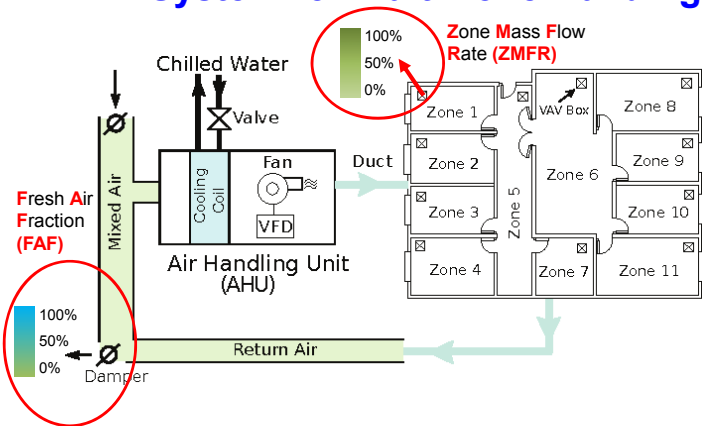 Zone Mass Flow
Rate (ZMFR)
100%
50%
0%
Chilled Water
Valve
Fan
VFD
Cooling
Coil
Air Handling Unit
(AHU)
Duct
Mixed Air
Fresh Air
Fraction
(FAF)
100%
50%
0%
Damper
Return Air
Zone 1
Zone 2
Zone 3
Zone 4
Zone 5
VAV Box
Zone 6
Zone 7
Zone 8
Zone 9
Zone 10
Zone 11